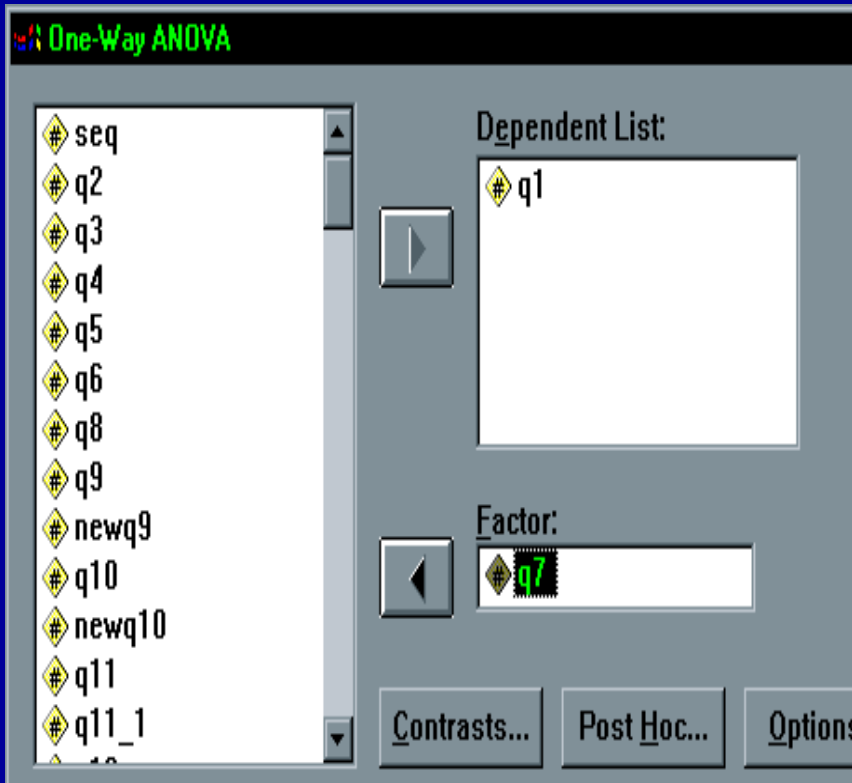 One-Way ANOVA
seq
q2
q3
q4
q5
q6
q8
q9
newq9
q10
newq10
q11
q11_1
Dependent List:
q1
Factor:
q7
Contrasts...
Post Hoc...
Options